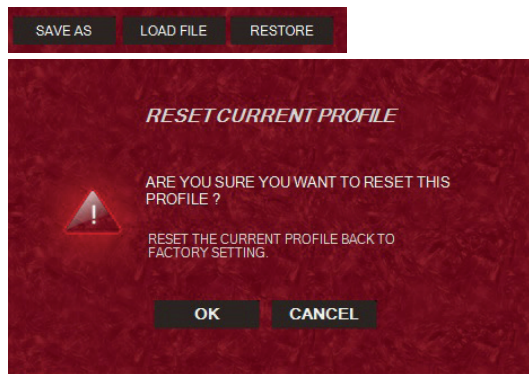 SAVE AS LOAD FILE RESTORE
RESET CURRENT PROFILE
ARE YOU SURE YOU WANT TO RESET THIS
PROFILE ?
!
RESET THE CURRENT PROFILE BACK TO
FACTORY SETTING.
OK CANCEL